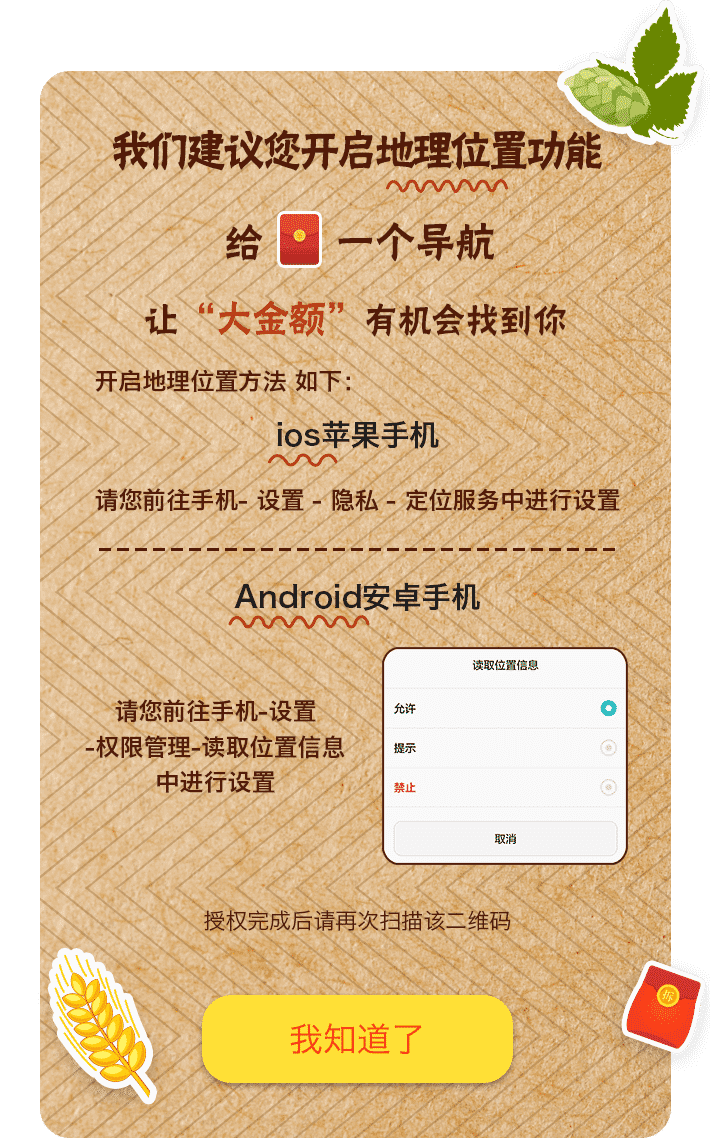 我们建议您开启地理位置功能
给 一个导航
让“大金额”有机会找到你
开启地理位置方法 如下：
ios苹果手机
请您前往手机- 设置 - 隐私 - 定位服务中进行设置
Android安卓手机
请您前往手机-设置
-权限管理-读取位置信息
中进行设置
读取位置信息
允许
提示
禁止
取消
授权完成后请再次扫描该二维码
拆
我知道了